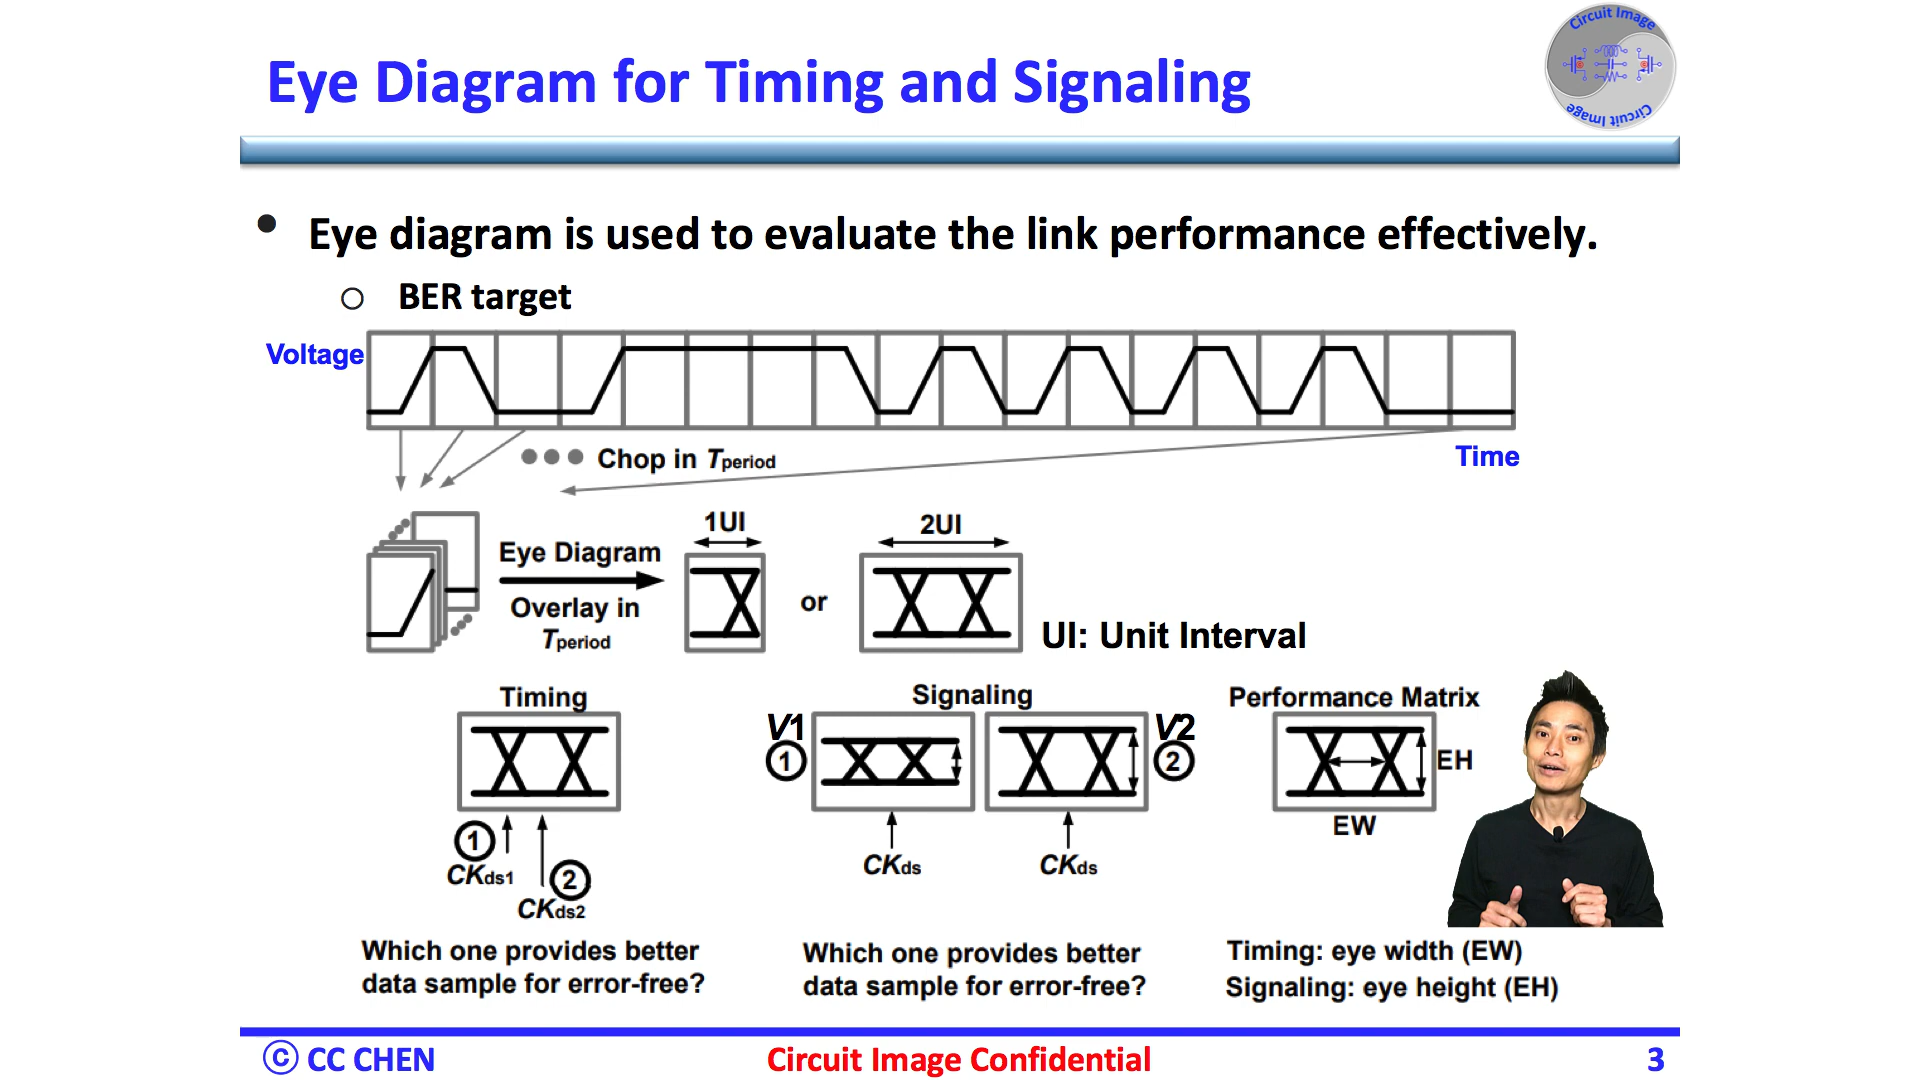 Circuit Image
Circuit Image
Eye Diagram for Timing and Signaling
• Eye diagram is used to evaluate the link performance effectively.
○ BER target
Voltage
Time
Chop in Tperiod
Eye Diagram
Overlay in
Tperiod
1UI
or
2UI
UI: Unit Interval
Timing
1
CKds1
2
CKds2
Which one provides better
data sample for error-free?
Signaling
V1
1
V2
2
CKds
CKds
Which one provides better
data sample for error-free?
Performance Matrix
EH
EW
Timing: eye width (EW)
Signaling: eye height (EH)
© CC CHEN
Circuit Image Confidential
3